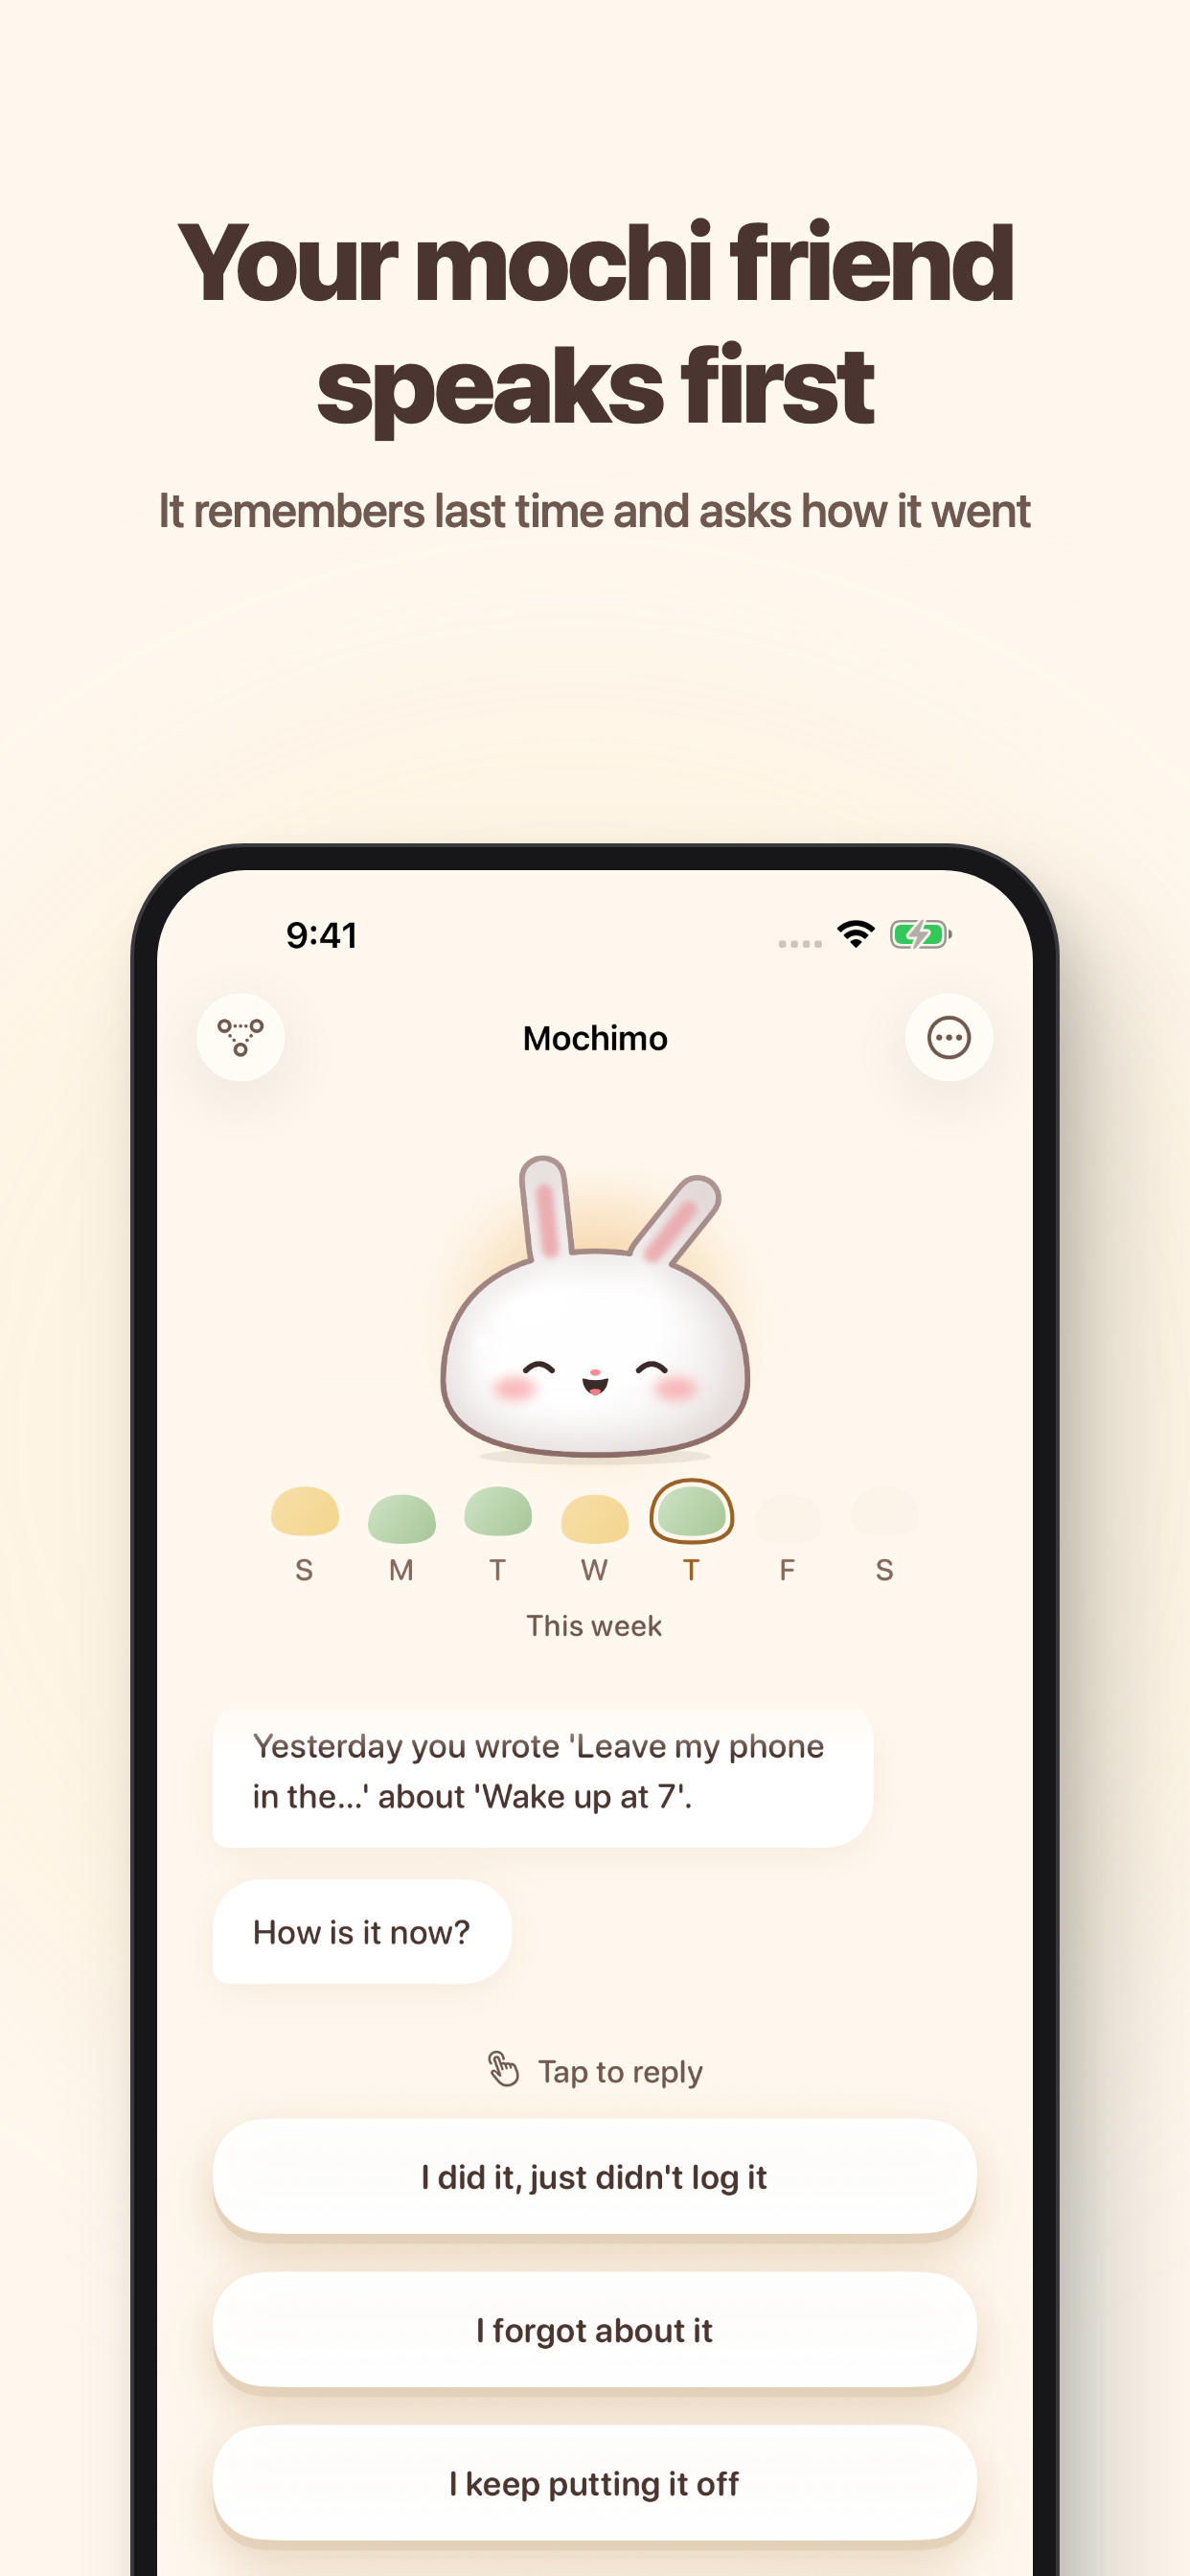 Your mochi friend
speaks first
It remembers last time and asks how it went
9:41
Mochimo
S M T W T F S
This week
Yesterday you wrote 'Leave my phone
in the...' about 'Wake up at 7'.
How is it now?
Tap to reply
I did it, just didn't log it
I forgot about it
I keep putting it off